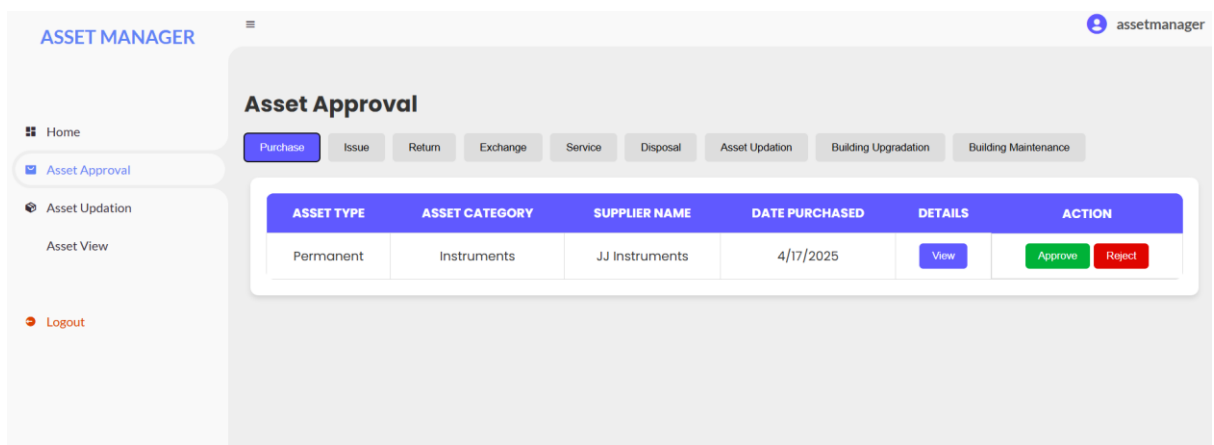 ASSET MANAGER
assetmanager
Home
Asset Approval
Asset Updation
Asset View
Logout
Asset Approval
Purchase Issue Return Exchange Service Disposal Asset Updation Building Upgradation Building Maintenance
ASSET TYPE ASSET CATEGORY SUPPLIER NAME DATE PURCHASED DETAILS ACTION
Permanent Instruments JJ Instruments 4/17/2025 View Approve Reject